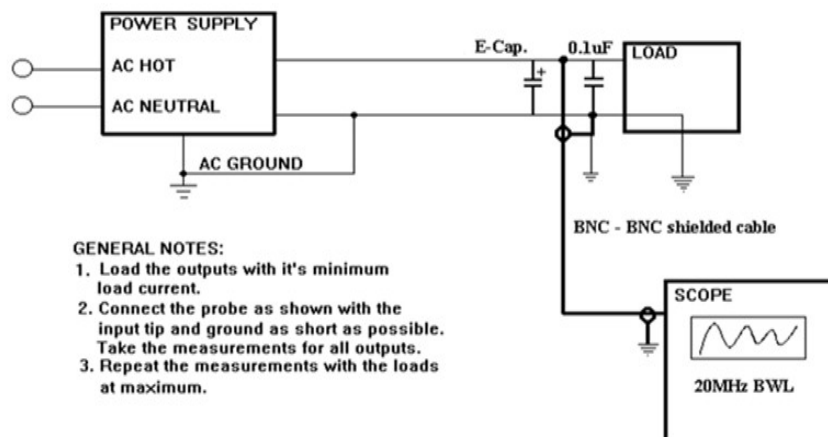 POWER SUPPLY
AC HOT
AC NEUTRAL
AC GROUND
E-Cap.
+
0.1uF
LOAD
BNC - BNC shielded cable
GENERAL NOTES:
1. Load the outputs with it's minimum
load current.
2. Connect the probe as shown with the
input tip and ground as short as possible.
Take the measurements for all outputs.
3. Repeat the measurements with the loads
at maximum.
SCOPE
20MHz BWL